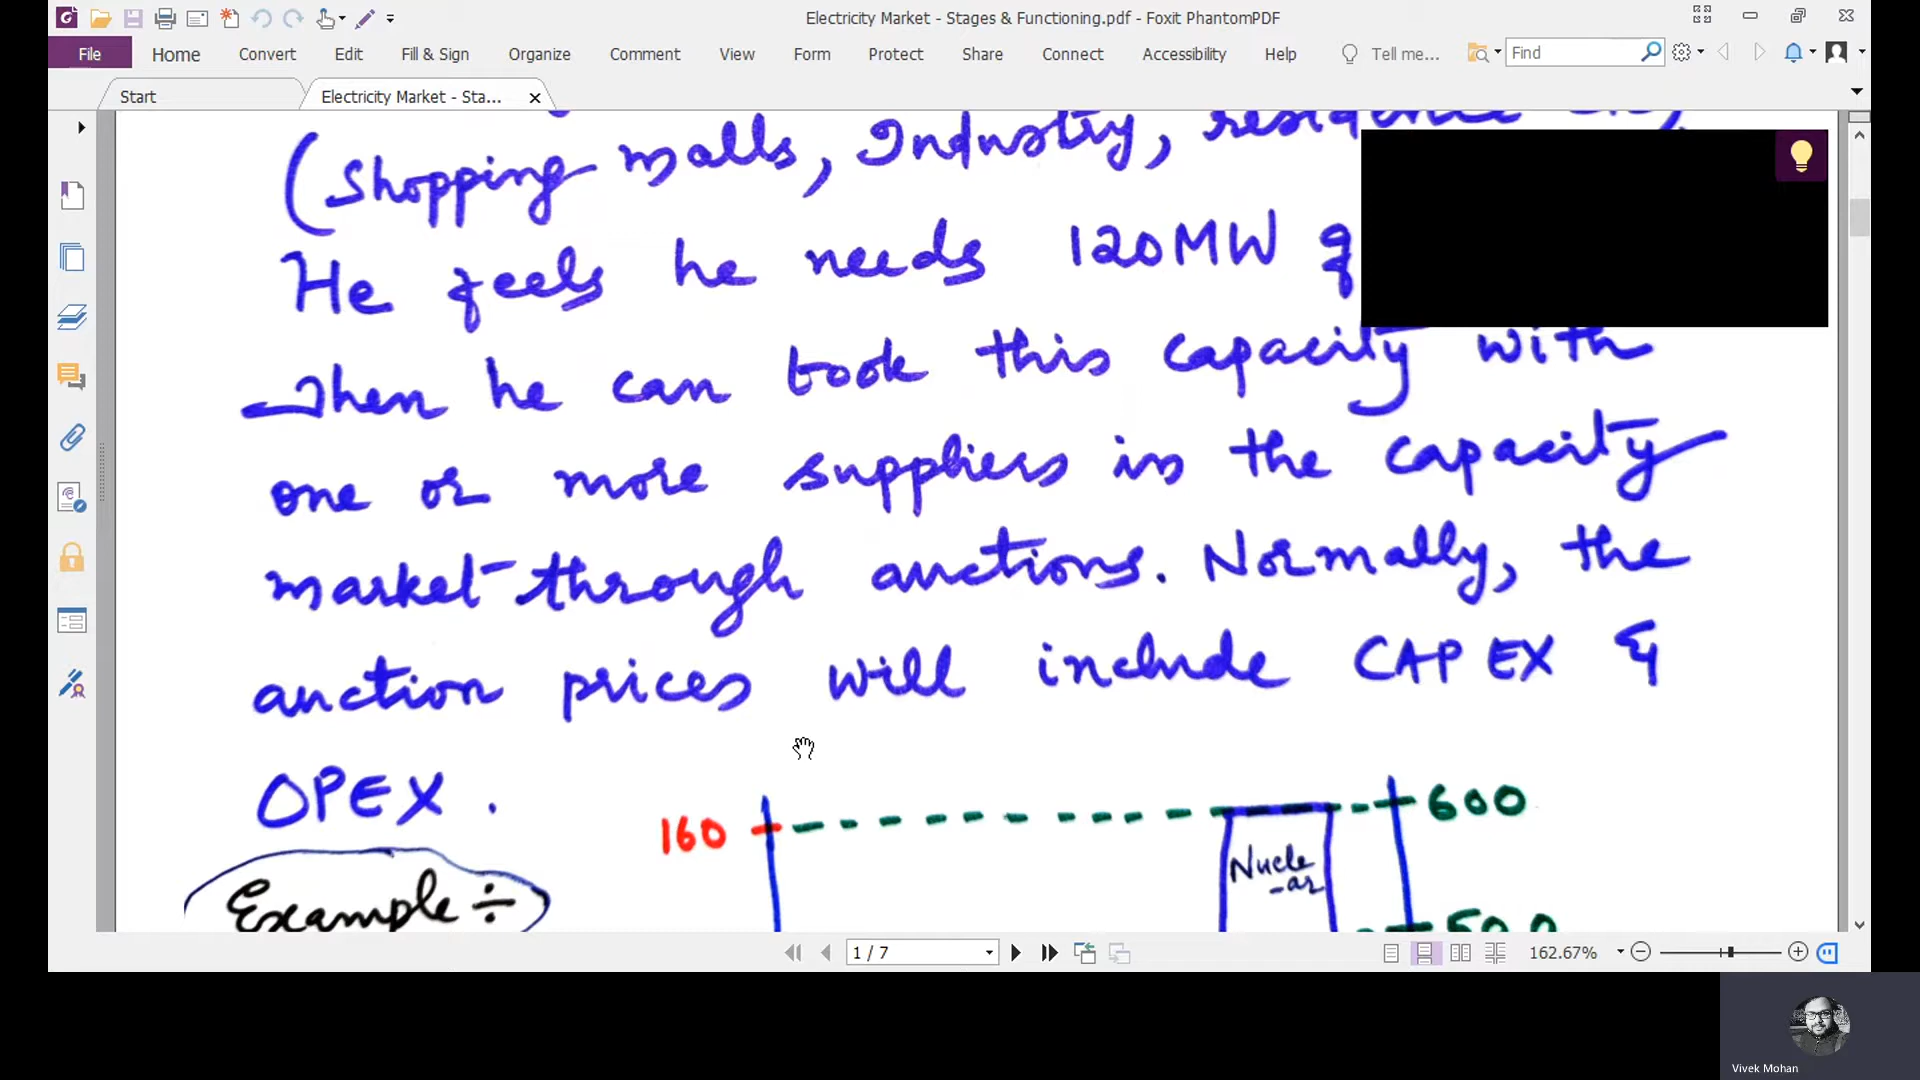 Electricity Market - Stages & Functioning.pdf - Foxit PhantomPDF
File Home Convert Edit Fill & Sign Organize Comment View Form Protect Share Connect Accessibility Help Tell me... Find
Start Electricity Market - Sta...
(Shopping malls, Industry, residence
He feels he needs 120MW &
Then he can book this capacity with
one or more suppliers in the capacity
market through auctions. Normally, the
auction prices will include CAPEX &
OPEX.
160 600
Nucle
-ar
Example ÷ 500
1 / 7 162.67%
Vivek Mohan